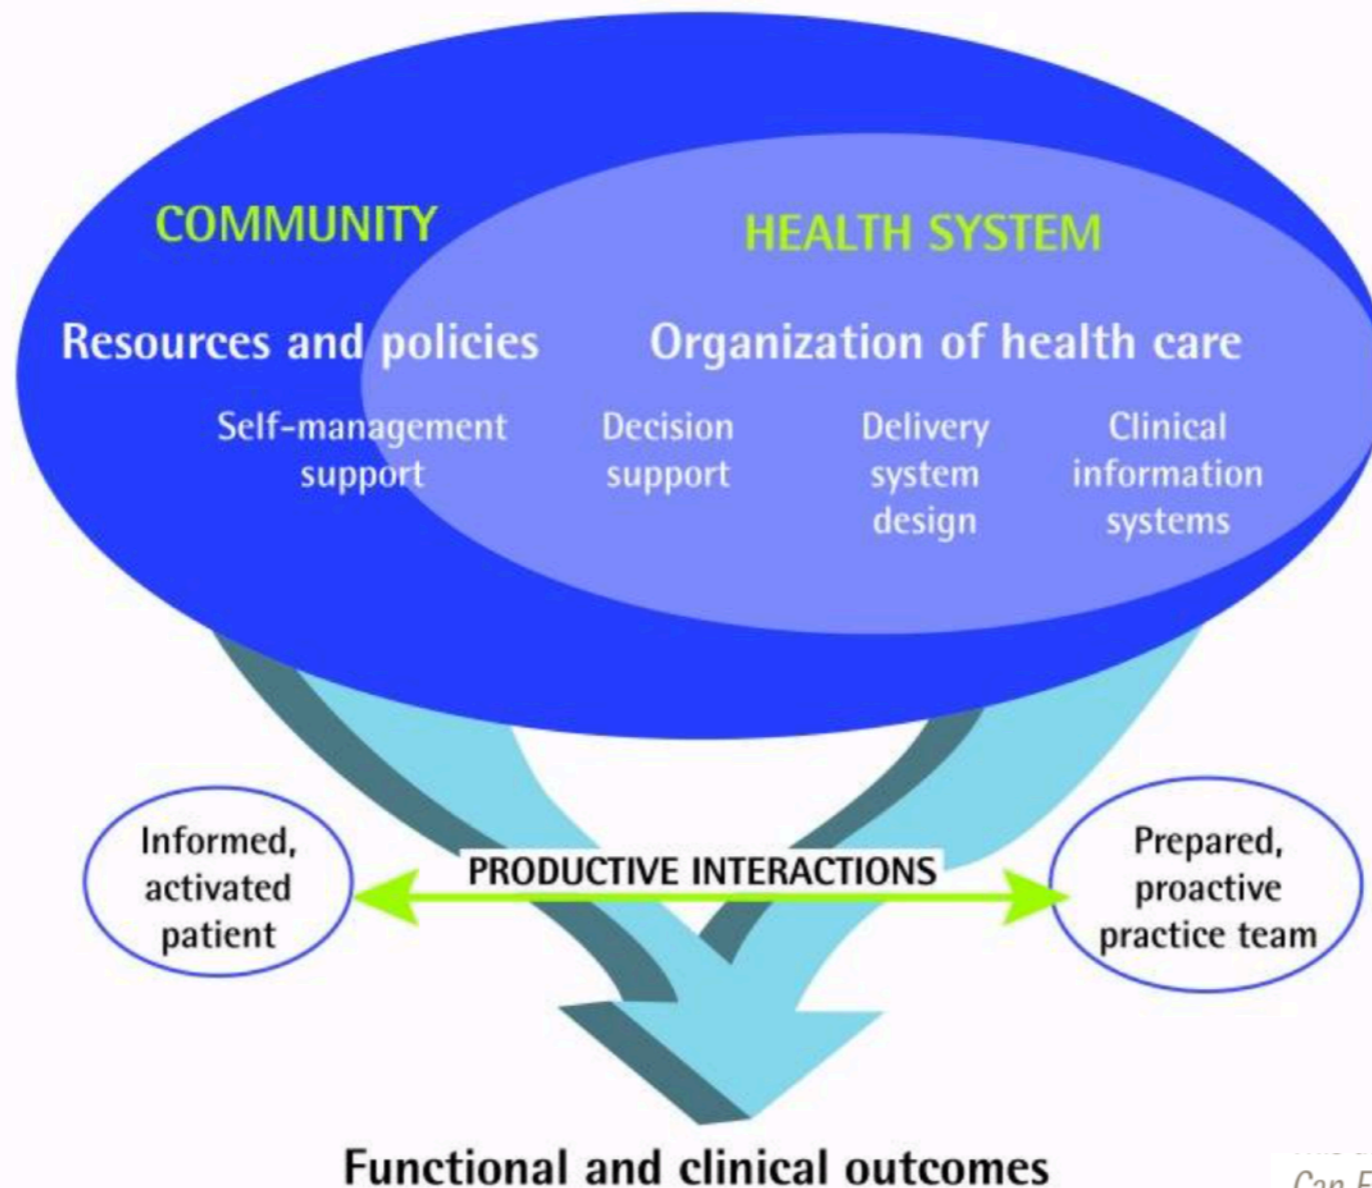 COMMUNITY
HEALTH SYSTEM
Resources and policies
Organization of health care
Self-management
support
Decision
support
Delivery
system
design
Clinical
information
systems
Informed,
activated
patient
PRODUCTIVE INTERACTIONS
Prepared,
proactive
practice team
Functional and clinical outcomes
Can